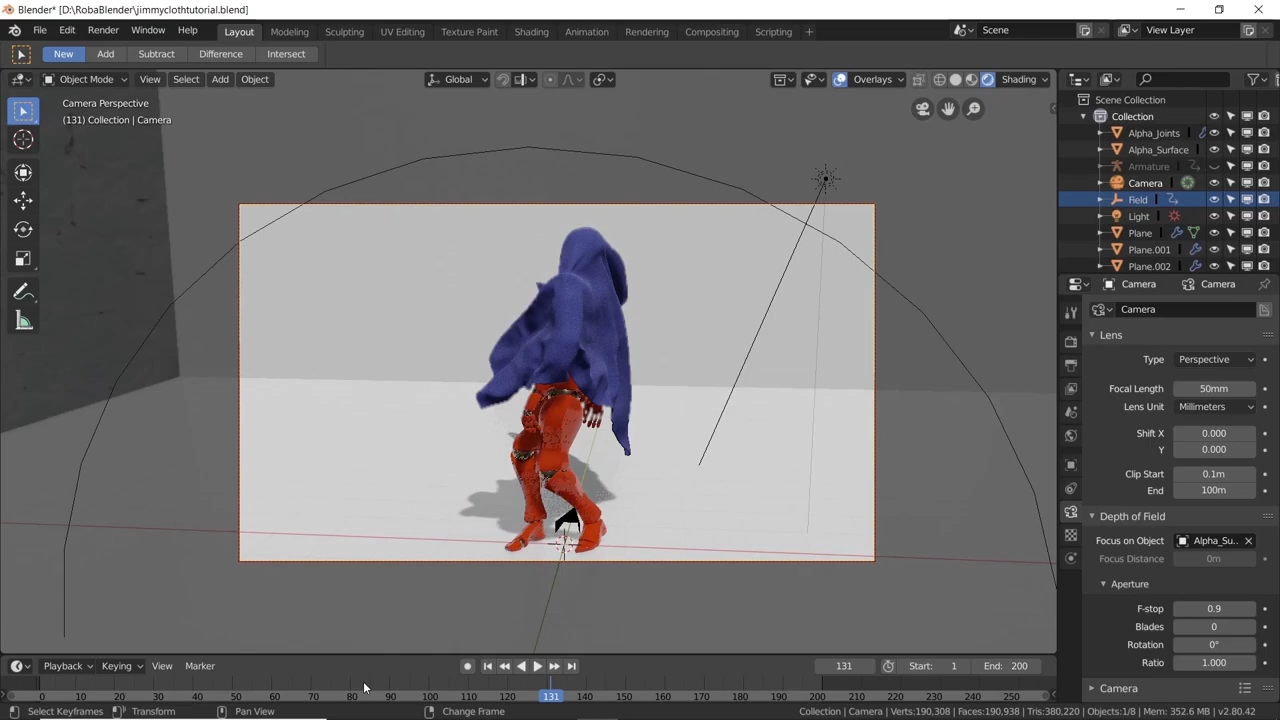 Blender* [D:\RobaBlender\jimmyclothtutorial.blend]
File Edit Render Window Help Layout Modeling Sculpting UV Editing Texture Paint Shading Animation Rendering Compositing Scripting + Scene View Layer
New Add Subtract Difference Intersect
Object Mode View Select Add Object Global Overlays Shading
Camera Perspective
(131) Collection | Camera
Scene Collection
Collection
Alpha_Joints
Alpha_Surface
Armature
Camera
Field
Light
Plane
Plane.001
Plane.002
Camera Camera
Camera
Lens
Type Perspective
Focal Length 50mm
Lens Unit Millimeters
Shift X 0.000
Y 0.000
Clip Start 0.1m
End 100m
Depth of Field
Focus on Object Alpha_Su..
Focus Distance 0m
Aperture
F-stop 0.9
Blades 0
Rotation 0°
Ratio 1.000
Camera
Playback Keying View Marker 131 Start: 1 End: 200
0 10 20 30 40 50 60 70 80 90 100 110 120 131 140 150 160 170 180 190 200 210 220 230 240 250
Select Keyframes Transform Pan View Change Frame Collection | Camera | Verts:190,308 | Faces:190,938 | Tris:380,220 | Objects:1/8 | Mem: 352.6 MB | v2.80.42